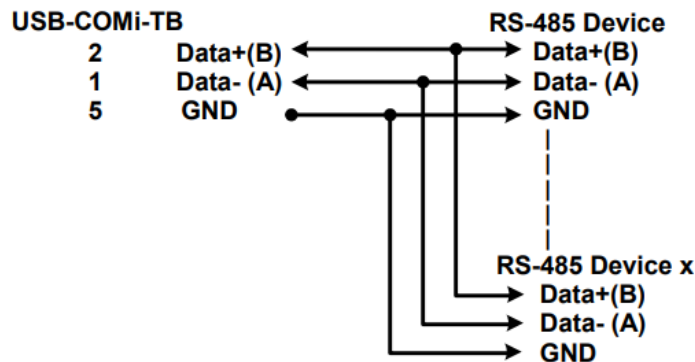 USB-COMi-TB RS-485 Device
2 Data+(B) Data+(B)
1 Data- (A) Data- (A)
5 GND GND
RS-485 Device x
Data+(B)
Data- (A)
GND